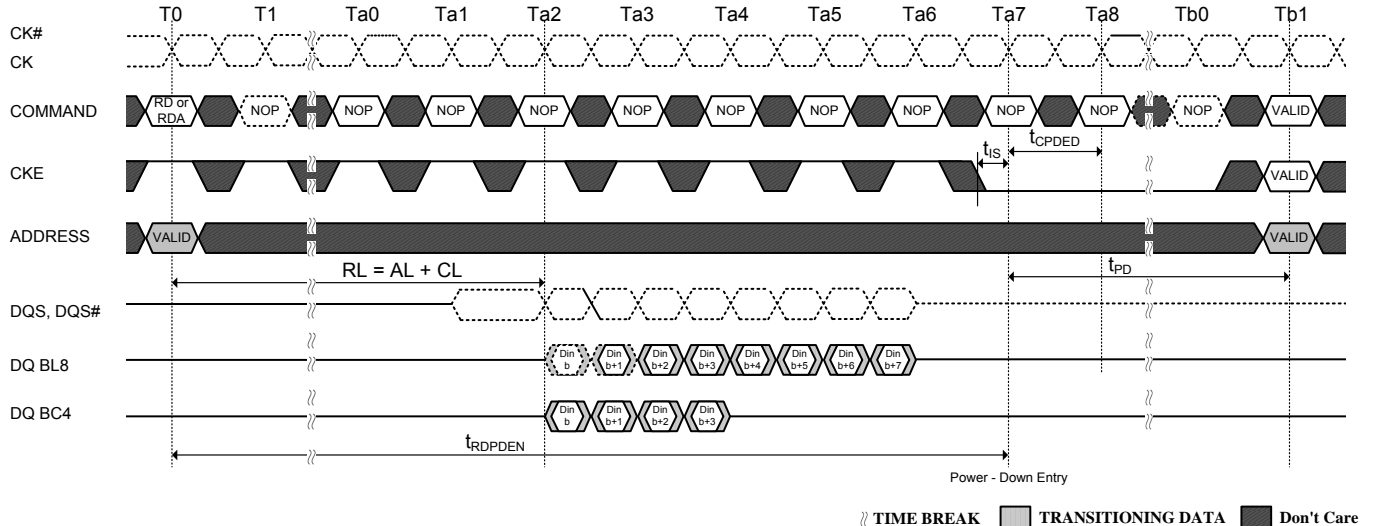 T0 T1 Ta0 Ta1 Ta2 Ta3 Ta4 Ta5 Ta6 Ta7 Ta8 Tb0 Tb1
CK#
CK
COMMAND
RD or
RDA
NOP NOP NOP NOP NOP NOP NOP NOP NOP NOP NOP VALID
tIS
tCPDED
CKE
VALID
ADDRESS
VALID VALID
RL = AL + CL
tPD
DQS, DQS#
DQ BL8
Din b Din b+1 Din b+2 Din b+3 Din b+4 Din b+5 Din b+6 Din b+7
DQ BC4
Din b Din b+1 Din b+2 Din b+3
tRDPDEN
Power - Down Entry
TIME BREAK TRANSITIONING DATA Don't Care